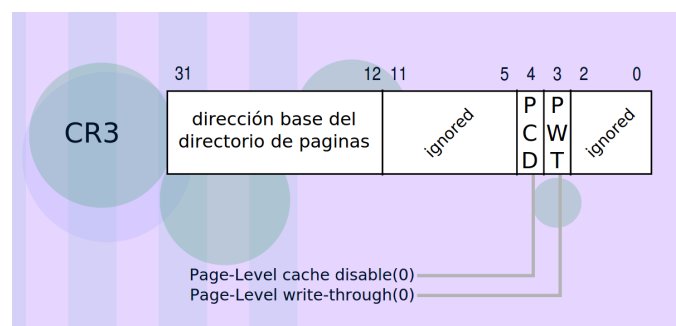 31 12 11 5 4 3 2 0
CR3
dirección base del
directorio de paginas
ignored
P
C
D
P
W
T
ignored
Page-Level cache disable(0)
Page-Level write-through(0)